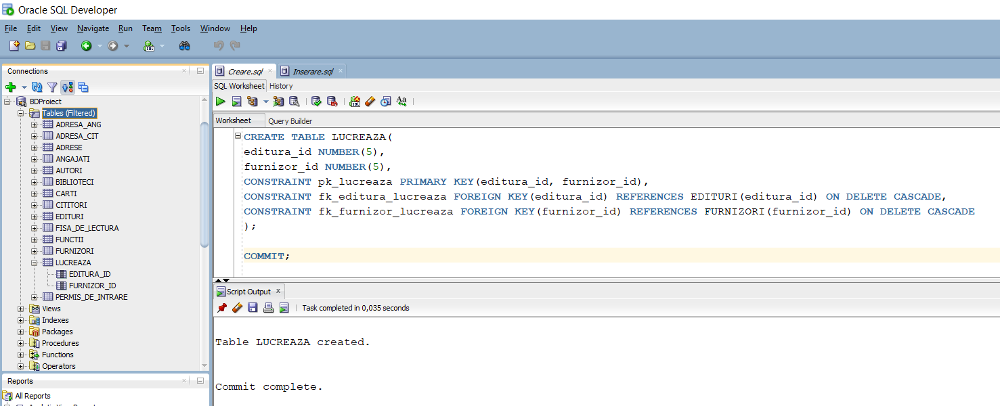 Oracle SQL Developer
File Edit View Navigate Run Team Tools Window Help
Connections
BDProject
Tables (Filtered)
ADRESA_ANG
ADRESA_CIT
ADRESE
ANGAJATI
AUTORI
BIBLIOTECI
CARTI
CITITORI
EDITURI
FISA_DE_LECTURA
FUNCTII
FURNIZORI
LUCREAZA
EDITURA_ID
FURNIZOR_ID
PERMIS_DE_INTRARE
Views
Indexes
Packages
Procedures
Functions
Operators
Reports
All Reports
Creare.sql Inserare.sql
SQL Worksheet History
Worksheet Query Builder
CREATE TABLE LUCREAZA(
editura_id NUMBER(5),
furnizor_id NUMBER(5),
CONSTRAINT pk_lucreaza PRIMARY KEY(editura_id, furnizor_id),
CONSTRAINT fk_editura_lucreaza FOREIGN KEY(editura_id) REFERENCES EDITURI(editura_id) ON DELETE CASCADE,
CONSTRAINT fk_furnizor_lucreaza FOREIGN KEY(furnizor_id) REFERENCES FURNIZORI(furnizor_id) ON DELETE CASCADE
);
COMMIT;
Script Output
Task completed in 0,035 seconds
Table LUCREAZA created.
Commit complete.